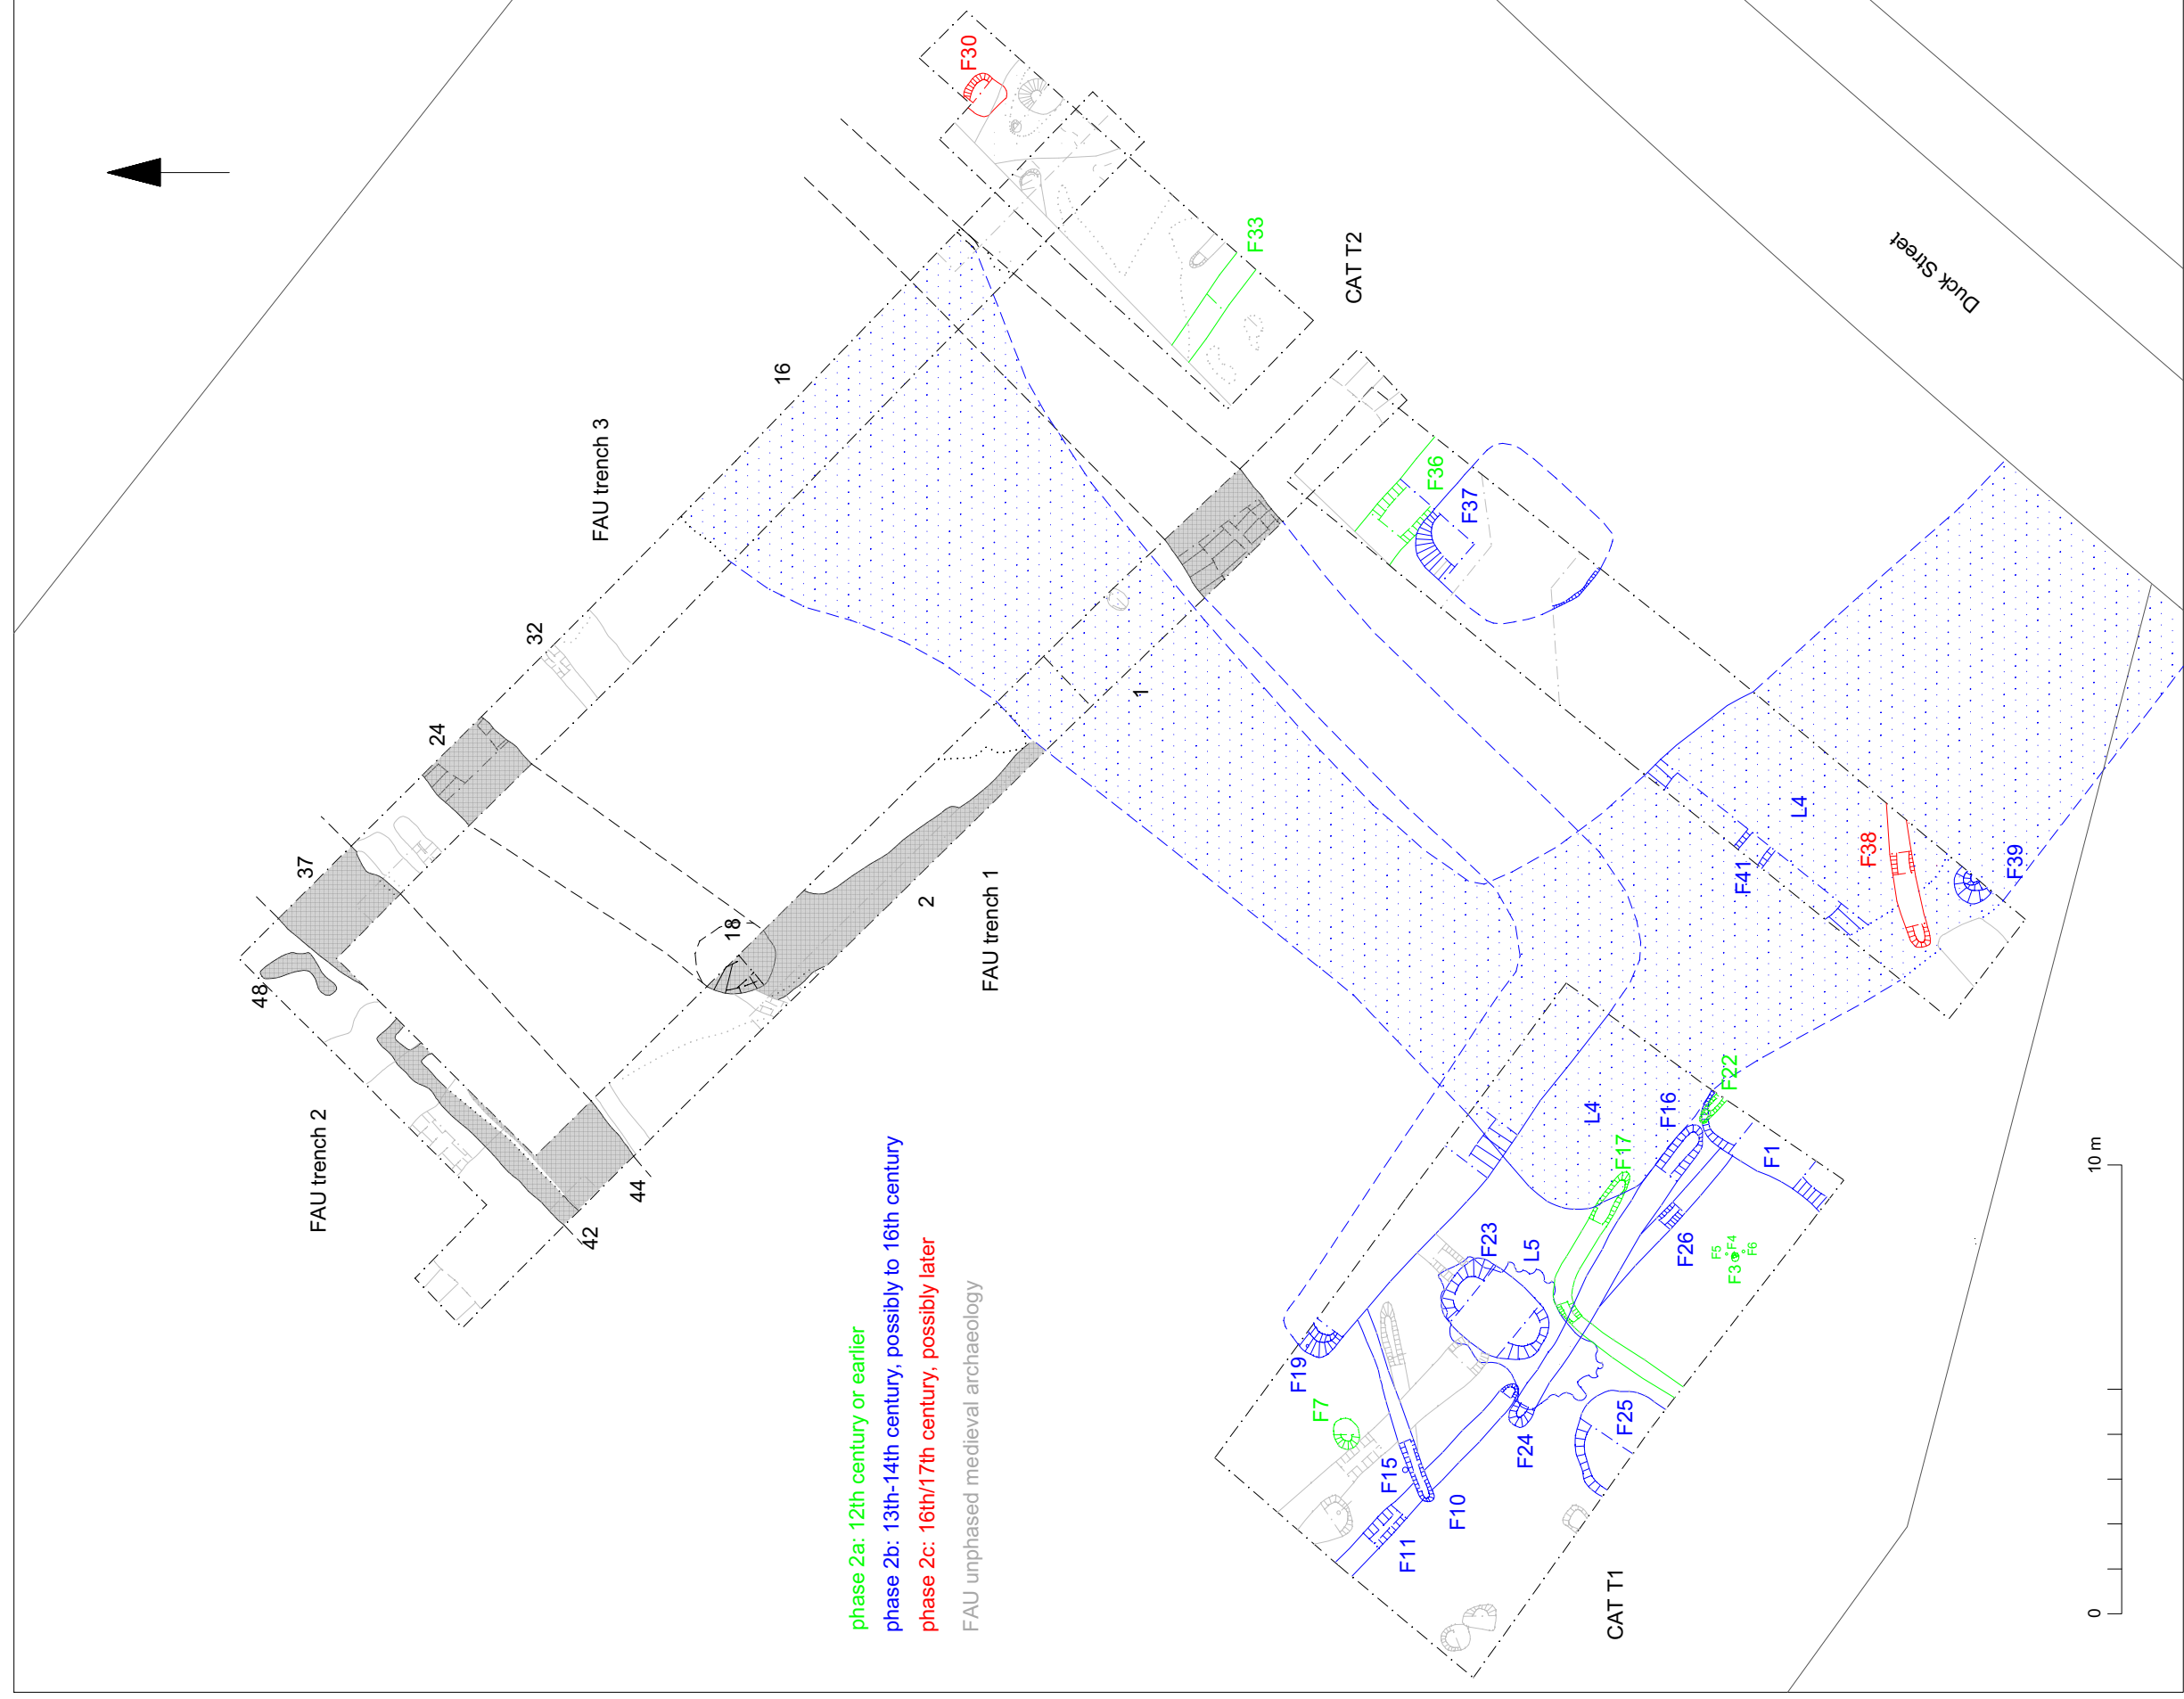 FAU trench 2
48
37
24
32
FAU trench 3
16
F30
42
44
18
2
FAU trench 1
1
F33
CAT T2
F36
F37
Duck Street
L4
F41
F38
F39
F19
F7
F23
L5
L4
F17
F16
F22
F1
F26
F5
F4
F3
F6
F15
F10
F11
F24
F25
CAT T1
phase 2a: 12th century or earlier
phase 2b: 13th-14th century, possibly to 16th century
phase 2c: 16th/17th century, possibly later
FAU unphased medieval archaeology
0
10 m